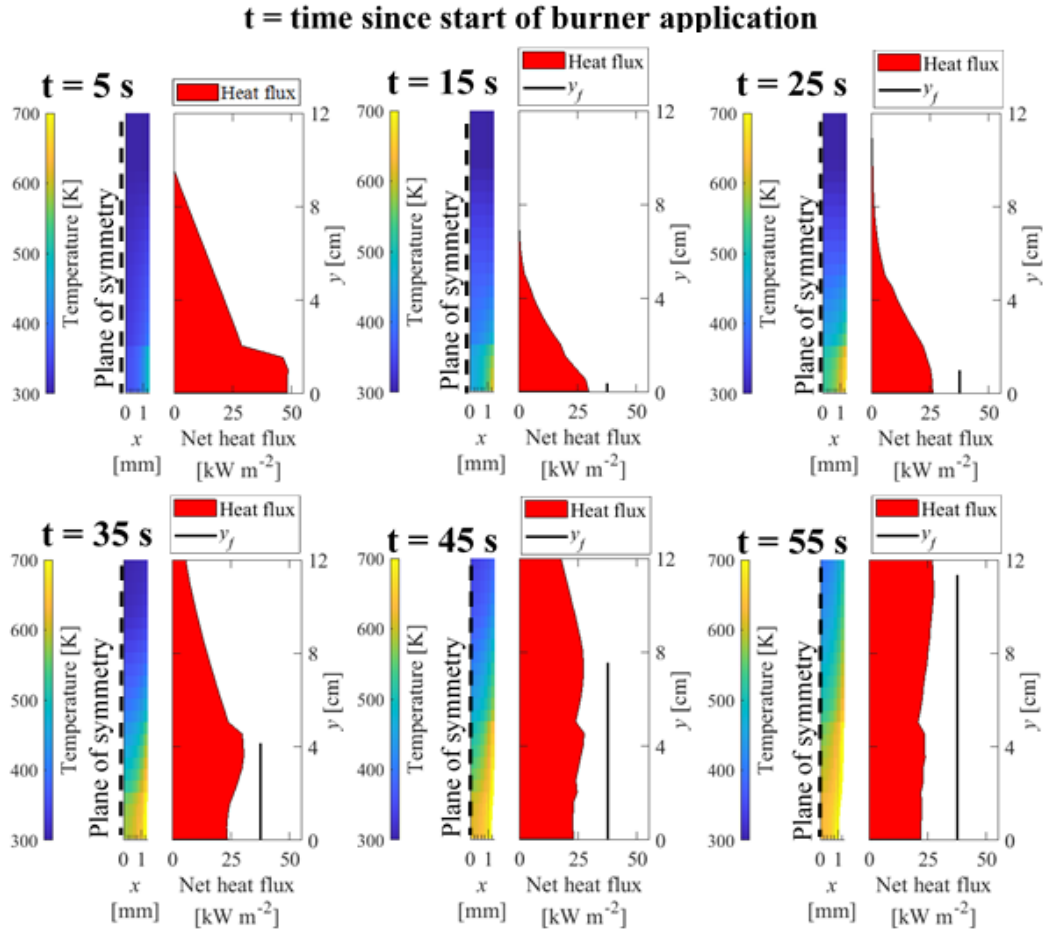 t = time since start of burner application
t = 5 s
Heat flux
700
600
500
400
300
Temperature [K]
Plane of symmetry
0 1
x
[mm]
0 25 50
Net heat flux
[kW m-2]
12
8
4
0
y [cm]
t = 15 s
Heat flux
yf
700
600
500
400
300
Temperature [K]
Plane of symmetry
0 1
x
[mm]
0 25 50
Net heat flux
[kW m-2]
12
8
4
0
y [cm]
t = 25 s
Heat flux
yf
700
600
500
400
300
Temperature [K]
Plane of symmetry
0 1
x
[mm]
0 25 50
Net heat flux
[kW m-2]
12
8
4
0
y [cm]
t = 35 s
Heat flux
yf
700
600
500
400
300
Temperature [K]
Plane of symmetry
0 1
x
[mm]
0 25 50
Net heat flux
[kW m-2]
12
8
4
0
y [cm]
t = 45 s
Heat flux
yf
700
600
500
400
300
Temperature [K]
Plane of symmetry
0 1
x
[mm]
0 25 50
Net heat flux
[kW m-2]
12
8
4
0
y [cm]
t = 55 s
Heat flux
yf
700
600
500
400
300
Temperature [K]
Plane of symmetry
0 1
x
[mm]
0 25 50
Net heat flux
[kW m-2]
12
8
4
0
y [cm]